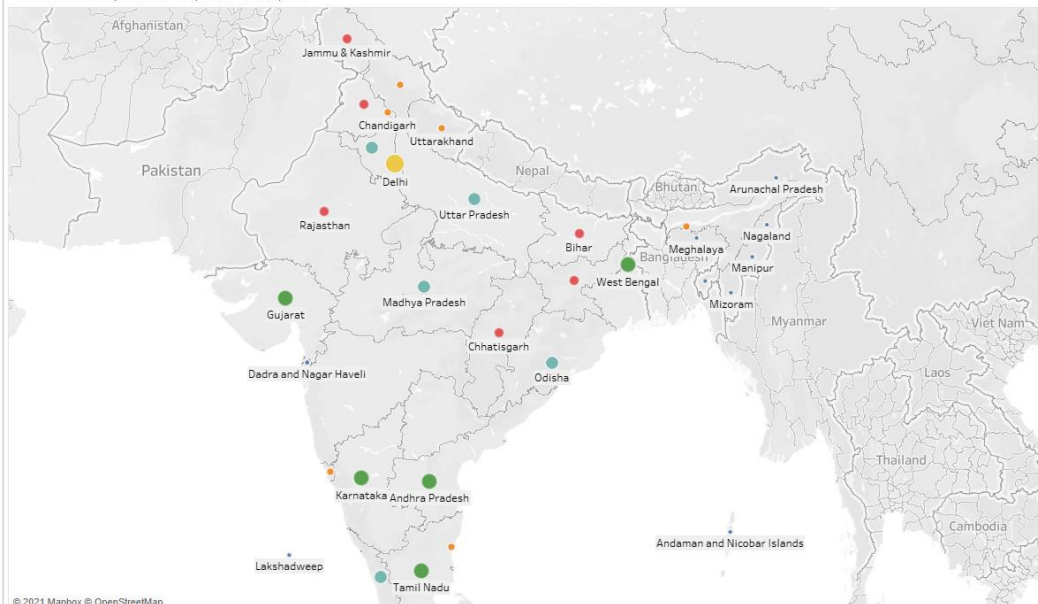 Afghanistan
Jammu & Kashmir
Chandigarh
Uttarakhand
Pakistan
Delhi
Nepal
Bhutan
Arunachal Pradesh
Uttar Pradesh
Rajasthan
Bihar
Meghalaya
Nagaland
Bangladesh
Manipur
West Bengal
Madhya Pradesh
Mizoram
Gujarat
Myanmar
Viet Nam
Chhatisgarh
Laos
Dadra and Nagar Haveli
Odisha
Thailand
Karnataka
Andhra Pradesh
Cambodia
Andaman and Nicobar Islands
Lakshadweep
Tamil Nadu
© 2021 Mapbox © OpenStreetMap